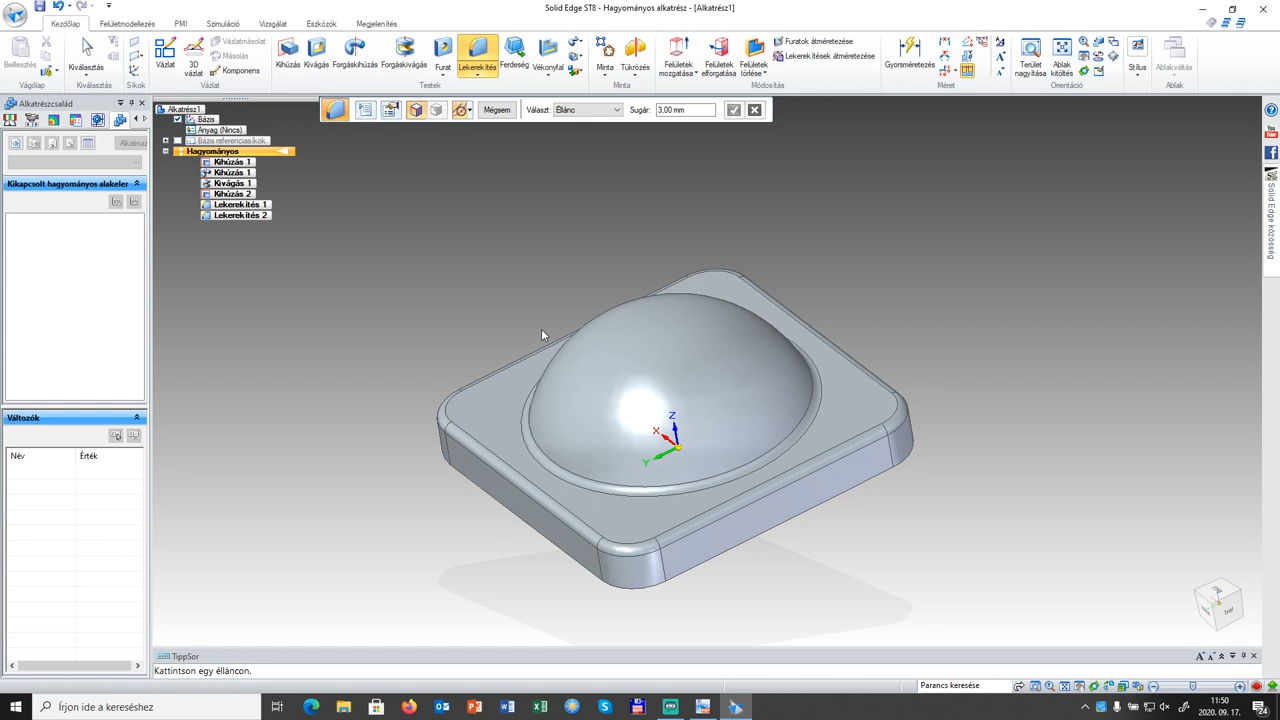 Solid Edge ST8 - Hagyományos alkatrész - [Alkatrész1]
Kezdőlap
Felületmodellezés
PMI
Szimuláció
Vizsgálat
Eszközök
Megjelenítés
Beillesztés
Kiválasztás
Vázlat
3D vázlat
Vázlatmásolat
Másolás
Komponens
Kihúzás
Kivágás
Forgáskihúzás
Forgáskivágás
Furat
Lekerekítés
Ferdeség
Vékonyfal
Minta
Tükrözés
Felületek mozgatása
Felületek elforgatása
Felületek törlése
Furatok átméretezése
Lekerekítések átméretezése
Gyorsméretezés
Terület nagyítása
Ablak kitöltés
Stílus
Ablakváltás
Vágólap
Kiválasztás
Síkok
Vázlat
Testek
Minta
Módosítás
Méret
Tájolás
Stílus
Ablak
Alkatrészcsalád
Alkalmaz
Kikapcsolt hagyományos alakeler
Változók
Név
Érték
Alkatrész1
Bázis
Anyag (Nincs)
Bázis referenciasíkok
Hagyományos
Kihúzás 1
Kihúzás 1
Kivágás 1
Kihúzás 2
Lekerekítés 1
Lekerekítés 2
Mégsem
Választ:
Éllánc
Sugár:
3,00 mm
X
Y
Z
Solid Edge közösség
TippSor
Kattintson egy élláncon.
Parancs keresése
Írjon ide a kereséshez
11:50
2020. 09. 17.
24